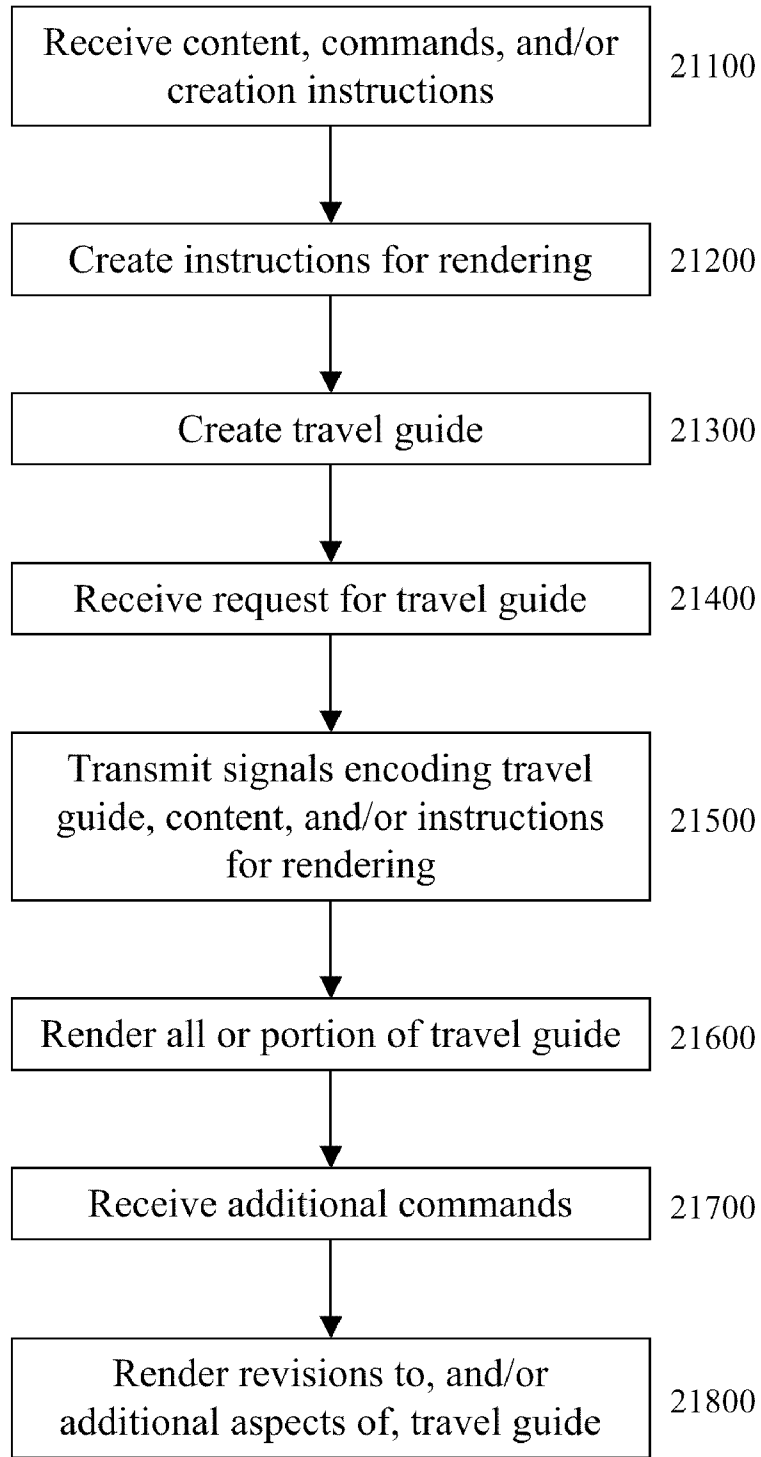 Receive content, commands, and/or
creation instructions
21100
Create instructions for rendering
21200
Create travel guide
21300
Receive request for travel guide
21400
Transmit signals encoding travel
guide, content, and/or instructions
for rendering
21500
Render all or portion of travel guide
21600
Receive additional commands
21700
Render revisions to, and/or
additional aspects of, travel guide
21800